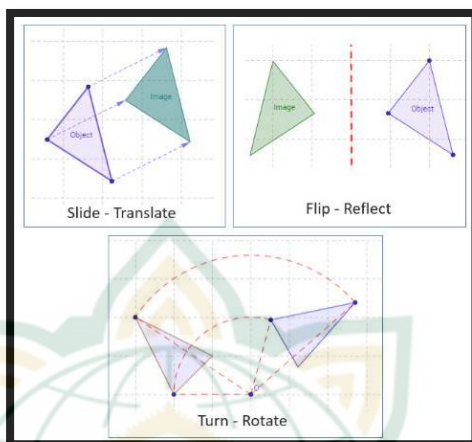 Image
Object
Slide - Translate
Image
Object
Flip - Reflect
Turn - Rotate